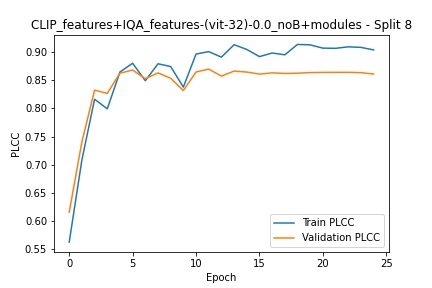 CLIP_features+IQA_features-(vit-32)-0.0_noB+modules - Split 8
PLCC
0.90
0.85
0.80
0.75
0.70
0.65
0.60
0.55
Train PLCC
Validation PLCC
0 5 10 15 20 25
Epoch